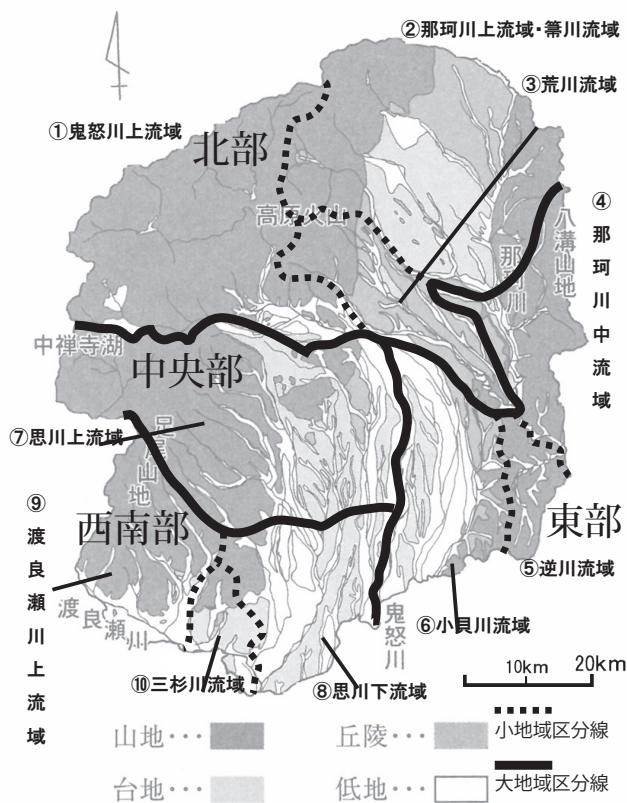 ②那珂川上流域・箒川流域
③荒川流域
①鬼怒川上流域
北部
高原火山
④那珂川中流域
八溝山地
那珂川
中禅寺湖
中央部
⑦思川上流域
足尾山地
⑨渡良瀬川上流域
西南部
東部
⑤逆川流域
渡良瀬川
鬼怒川
⑥小貝川流域
⑩三杉川流域
⑧思川下流域
10km 20km
山地・・・
丘陵・・・
小地域区分線
台地・・・
低地・・・
大地域区分線